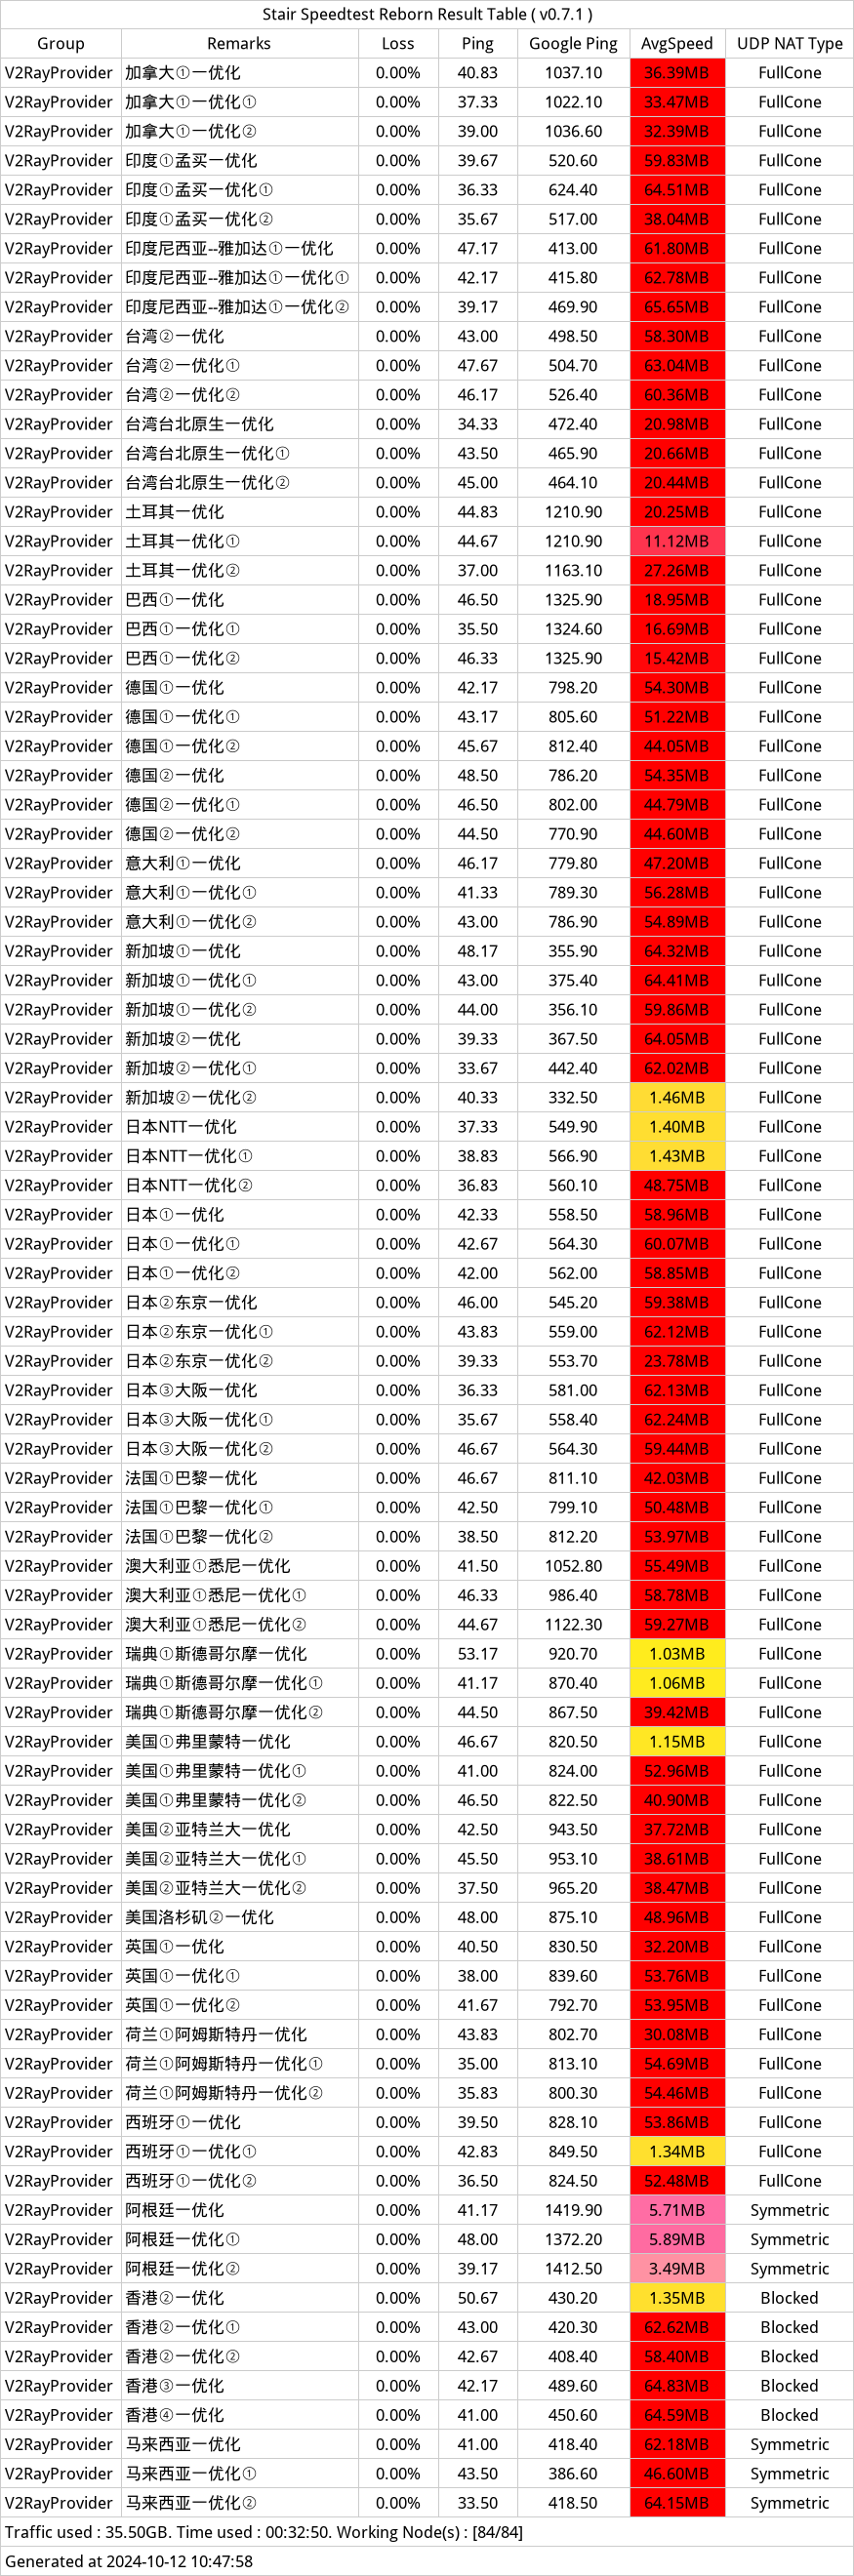 Stair Speedtest Reborn Result Table ( v0.7.1 )
Group Remarks Loss Ping Google Ping AvgSpeed UDP NAT Type
V2RayProvider 加拿大①一优化 0.00% 40.83 1037.10 36.39MB FullCone
V2RayProvider 加拿大①一优化① 0.00% 37.33 1022.10 33.47MB FullCone
V2RayProvider 加拿大①一优化② 0.00% 39.00 1036.60 32.39MB FullCone
V2RayProvider 印度①孟买一优化 0.00% 39.67 520.60 59.83MB FullCone
V2RayProvider 印度①孟买一优化① 0.00% 36.33 624.40 64.51MB FullCone
V2RayProvider 印度①孟买一优化② 0.00% 35.67 517.00 38.04MB FullCone
V2RayProvider 印度尼西亚--雅加达①一优化 0.00% 47.17 413.00 61.80MB FullCone
V2RayProvider 印度尼西亚--雅加达①一优化① 0.00% 42.17 415.80 62.78MB FullCone
V2RayProvider 印度尼西亚--雅加达①一优化② 0.00% 39.17 469.90 65.65MB FullCone
V2RayProvider 台湾②一优化 0.00% 43.00 498.50 58.30MB FullCone
V2RayProvider 台湾②一优化① 0.00% 47.67 504.70 63.04MB FullCone
V2RayProvider 台湾②一优化② 0.00% 46.17 526.40 60.36MB FullCone
V2RayProvider 台湾台北原生一优化 0.00% 34.33 472.40 20.98MB FullCone
V2RayProvider 台湾台北原生一优化① 0.00% 43.50 465.90 20.66MB FullCone
V2RayProvider 台湾台北原生一优化② 0.00% 45.00 464.10 20.44MB FullCone
V2RayProvider 土耳其一优化 0.00% 44.83 1210.90 20.25MB FullCone
V2RayProvider 土耳其一优化① 0.00% 44.67 1210.90 11.12MB FullCone
V2RayProvider 土耳其一优化② 0.00% 37.00 1163.10 27.26MB FullCone
V2RayProvider 巴西①一优化 0.00% 46.50 1325.90 18.95MB FullCone
V2RayProvider 巴西①一优化① 0.00% 35.50 1324.60 16.69MB FullCone
V2RayProvider 巴西①一优化② 0.00% 46.33 1325.90 15.42MB FullCone
V2RayProvider 德国①一优化 0.00% 42.17 798.20 54.30MB FullCone
V2RayProvider 德国①一优化① 0.00% 43.17 805.60 51.22MB FullCone
V2RayProvider 德国①一优化② 0.00% 45.67 812.40 44.05MB FullCone
V2RayProvider 德国②一优化 0.00% 48.50 786.20 54.35MB FullCone
V2RayProvider 德国②一优化① 0.00% 46.50 802.00 44.79MB FullCone
V2RayProvider 德国②一优化② 0.00% 44.50 770.90 44.60MB FullCone
V2RayProvider 意大利①一优化 0.00% 46.17 779.80 47.20MB FullCone
V2RayProvider 意大利①一优化① 0.00% 41.33 789.30 56.28MB FullCone
V2RayProvider 意大利①一优化② 0.00% 43.00 786.90 54.89MB FullCone
V2RayProvider 新加坡①一优化 0.00% 48.17 355.90 64.32MB FullCone
V2RayProvider 新加坡①一优化① 0.00% 43.00 375.40 64.41MB FullCone
V2RayProvider 新加坡①一优化② 0.00% 44.00 356.10 59.86MB FullCone
V2RayProvider 新加坡②一优化 0.00% 39.33 367.50 64.05MB FullCone
V2RayProvider 新加坡②一优化① 0.00% 33.67 442.40 62.02MB FullCone
V2RayProvider 新加坡②一优化② 0.00% 40.33 332.50 1.46MB FullCone
V2RayProvider 日本NTT一优化 0.00% 37.33 549.90 1.40MB FullCone
V2RayProvider 日本NTT一优化① 0.00% 38.83 566.90 1.43MB FullCone
V2RayProvider 日本NTT一优化② 0.00% 36.83 560.10 48.75MB FullCone
V2RayProvider 日本①一优化 0.00% 42.33 558.50 58.96MB FullCone
V2RayProvider 日本①一优化① 0.00% 42.67 564.30 60.07MB FullCone
V2RayProvider 日本①一优化② 0.00% 42.00 562.00 58.85MB FullCone
V2RayProvider 日本②东京一优化 0.00% 46.00 545.20 59.38MB FullCone
V2RayProvider 日本②东京一优化① 0.00% 43.83 559.00 62.12MB FullCone
V2RayProvider 日本②东京一优化② 0.00% 39.33 553.70 23.78MB FullCone
V2RayProvider 日本③大阪一优化 0.00% 36.33 581.00 62.13MB FullCone
V2RayProvider 日本③大阪一优化① 0.00% 35.67 558.40 62.24MB FullCone
V2RayProvider 日本③大阪一优化② 0.00% 46.67 564.30 59.44MB FullCone
V2RayProvider 法国①巴黎一优化 0.00% 46.67 811.10 42.03MB FullCone
V2RayProvider 法国①巴黎一优化① 0.00% 42.50 799.10 50.48MB FullCone
V2RayProvider 法国①巴黎一优化② 0.00% 38.50 812.20 53.97MB FullCone
V2RayProvider 澳大利亚①悉尼一优化 0.00% 41.50 1052.80 55.49MB FullCone
V2RayProvider 澳大利亚①悉尼一优化① 0.00% 46.33 986.40 58.78MB FullCone
V2RayProvider 澳大利亚①悉尼一优化② 0.00% 44.67 1122.30 59.27MB FullCone
V2RayProvider 瑞典①斯德哥尔摩一优化 0.00% 53.17 920.70 1.03MB FullCone
V2RayProvider 瑞典①斯德哥尔摩一优化① 0.00% 41.17 870.40 1.06MB FullCone
V2RayProvider 瑞典①斯德哥尔摩一优化② 0.00% 44.50 867.50 39.42MB FullCone
V2RayProvider 美国①弗里蒙特一优化 0.00% 46.67 820.50 1.15MB FullCone
V2RayProvider 美国①弗里蒙特一优化① 0.00% 41.00 824.00 52.96MB FullCone
V2RayProvider 美国①弗里蒙特一优化② 0.00% 46.50 822.50 40.90MB FullCone
V2RayProvider 美国②亚特兰大一优化 0.00% 42.50 943.50 37.72MB FullCone
V2RayProvider 美国②亚特兰大一优化① 0.00% 45.50 953.10 38.61MB FullCone
V2RayProvider 美国②亚特兰大一优化② 0.00% 37.50 965.20 38.47MB FullCone
V2RayProvider 美国洛杉矶②一优化 0.00% 48.00 875.10 48.96MB FullCone
V2RayProvider 英国①一优化 0.00% 40.50 830.50 32.20MB FullCone
V2RayProvider 英国①一优化① 0.00% 38.00 839.60 53.76MB FullCone
V2RayProvider 英国①一优化② 0.00% 41.67 792.70 53.95MB FullCone
V2RayProvider 荷兰①阿姆斯特丹一优化 0.00% 43.83 802.70 30.08MB FullCone
V2RayProvider 荷兰①阿姆斯特丹一优化① 0.00% 35.00 813.10 54.69MB FullCone
V2RayProvider 荷兰①阿姆斯特丹一优化② 0.00% 35.83 800.30 54.46MB FullCone
V2RayProvider 西班牙①一优化 0.00% 39.50 828.10 53.86MB FullCone
V2RayProvider 西班牙①一优化① 0.00% 42.83 849.50 1.34MB FullCone
V2RayProvider 西班牙①一优化② 0.00% 36.50 824.50 52.48MB FullCone
V2RayProvider 阿根廷一优化 0.00% 41.17 1419.90 5.71MB Symmetric
V2RayProvider 阿根廷一优化① 0.00% 48.00 1372.20 5.89MB Symmetric
V2RayProvider 阿根廷一优化② 0.00% 39.17 1412.50 3.49MB Symmetric
V2RayProvider 香港②一优化 0.00% 50.67 430.20 1.35MB Blocked
V2RayProvider 香港②一优化① 0.00% 43.00 420.30 62.62MB Blocked
V2RayProvider 香港②一优化② 0.00% 42.67 408.40 58.40MB Blocked
V2RayProvider 香港③一优化 0.00% 42.17 489.60 64.83MB Blocked
V2RayProvider 香港④一优化 0.00% 41.00 450.60 64.59MB Blocked
V2RayProvider 马来西亚一优化 0.00% 41.00 418.40 62.18MB Symmetric
V2RayProvider 马来西亚一优化① 0.00% 43.50 386.60 46.60MB Symmetric
V2RayProvider 马来西亚一优化② 0.00% 33.50 418.50 64.15MB Symmetric
Traffic used : 35.50GB. Time used : 00:32:50. Working Node(s) : [84/84]
Generated at 2024-10-12 10:47:58